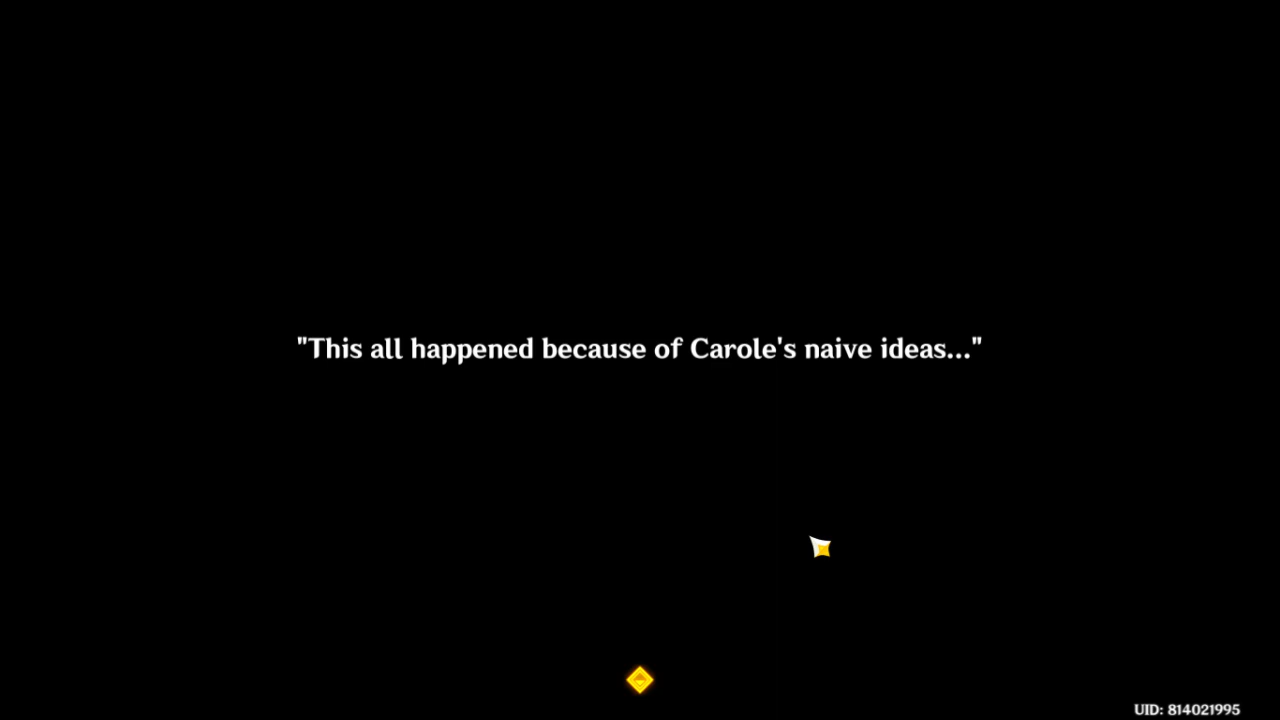 "This all happened because of Carole's naive ideas..."
UID: 814021995